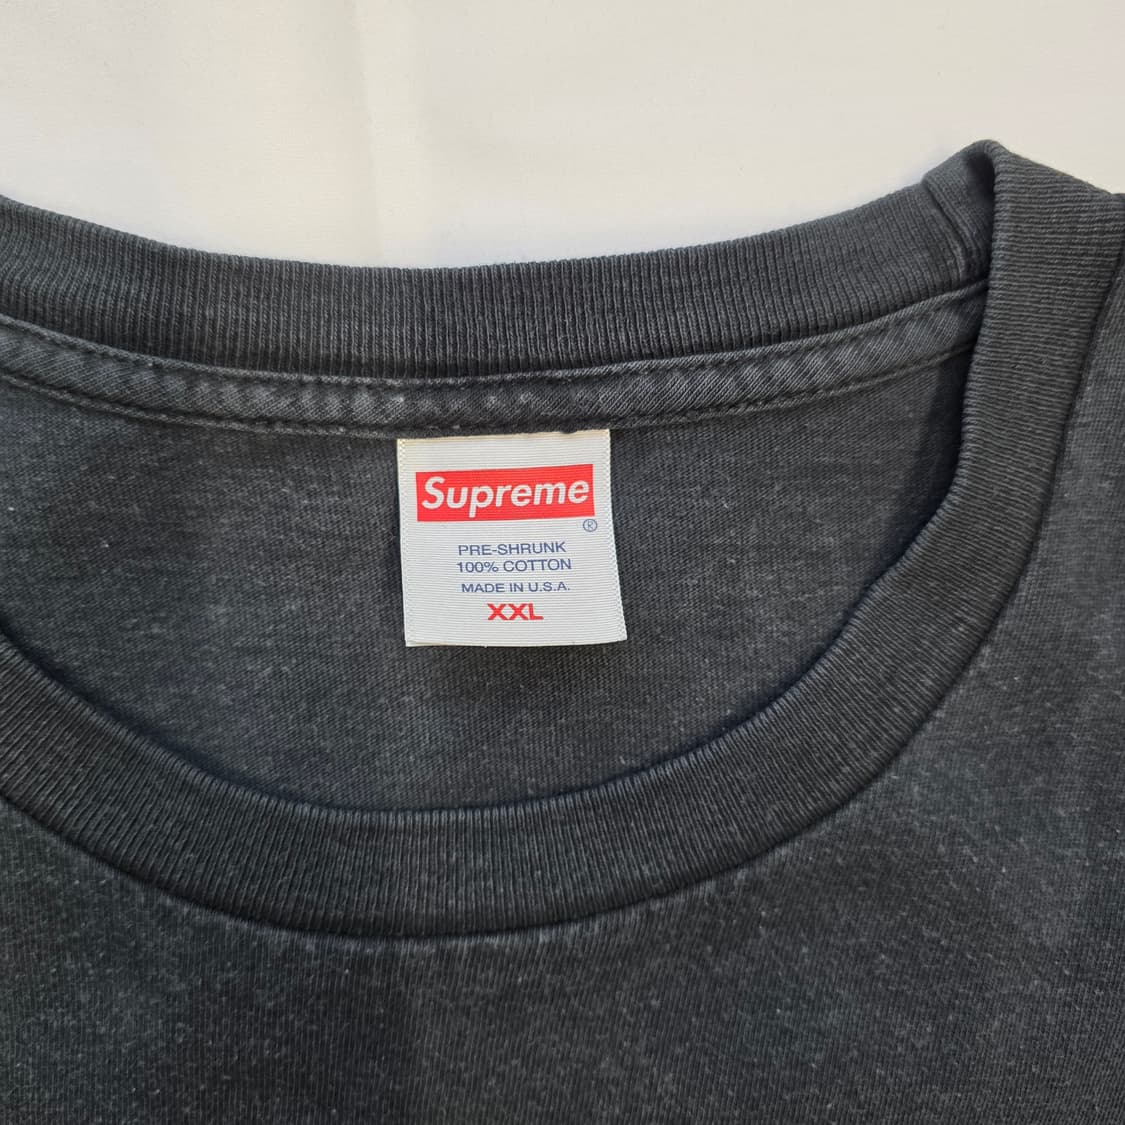 Supreme
®
PRE-SHRUNK
100% COTTON
MADE IN U.S.A.
XXL